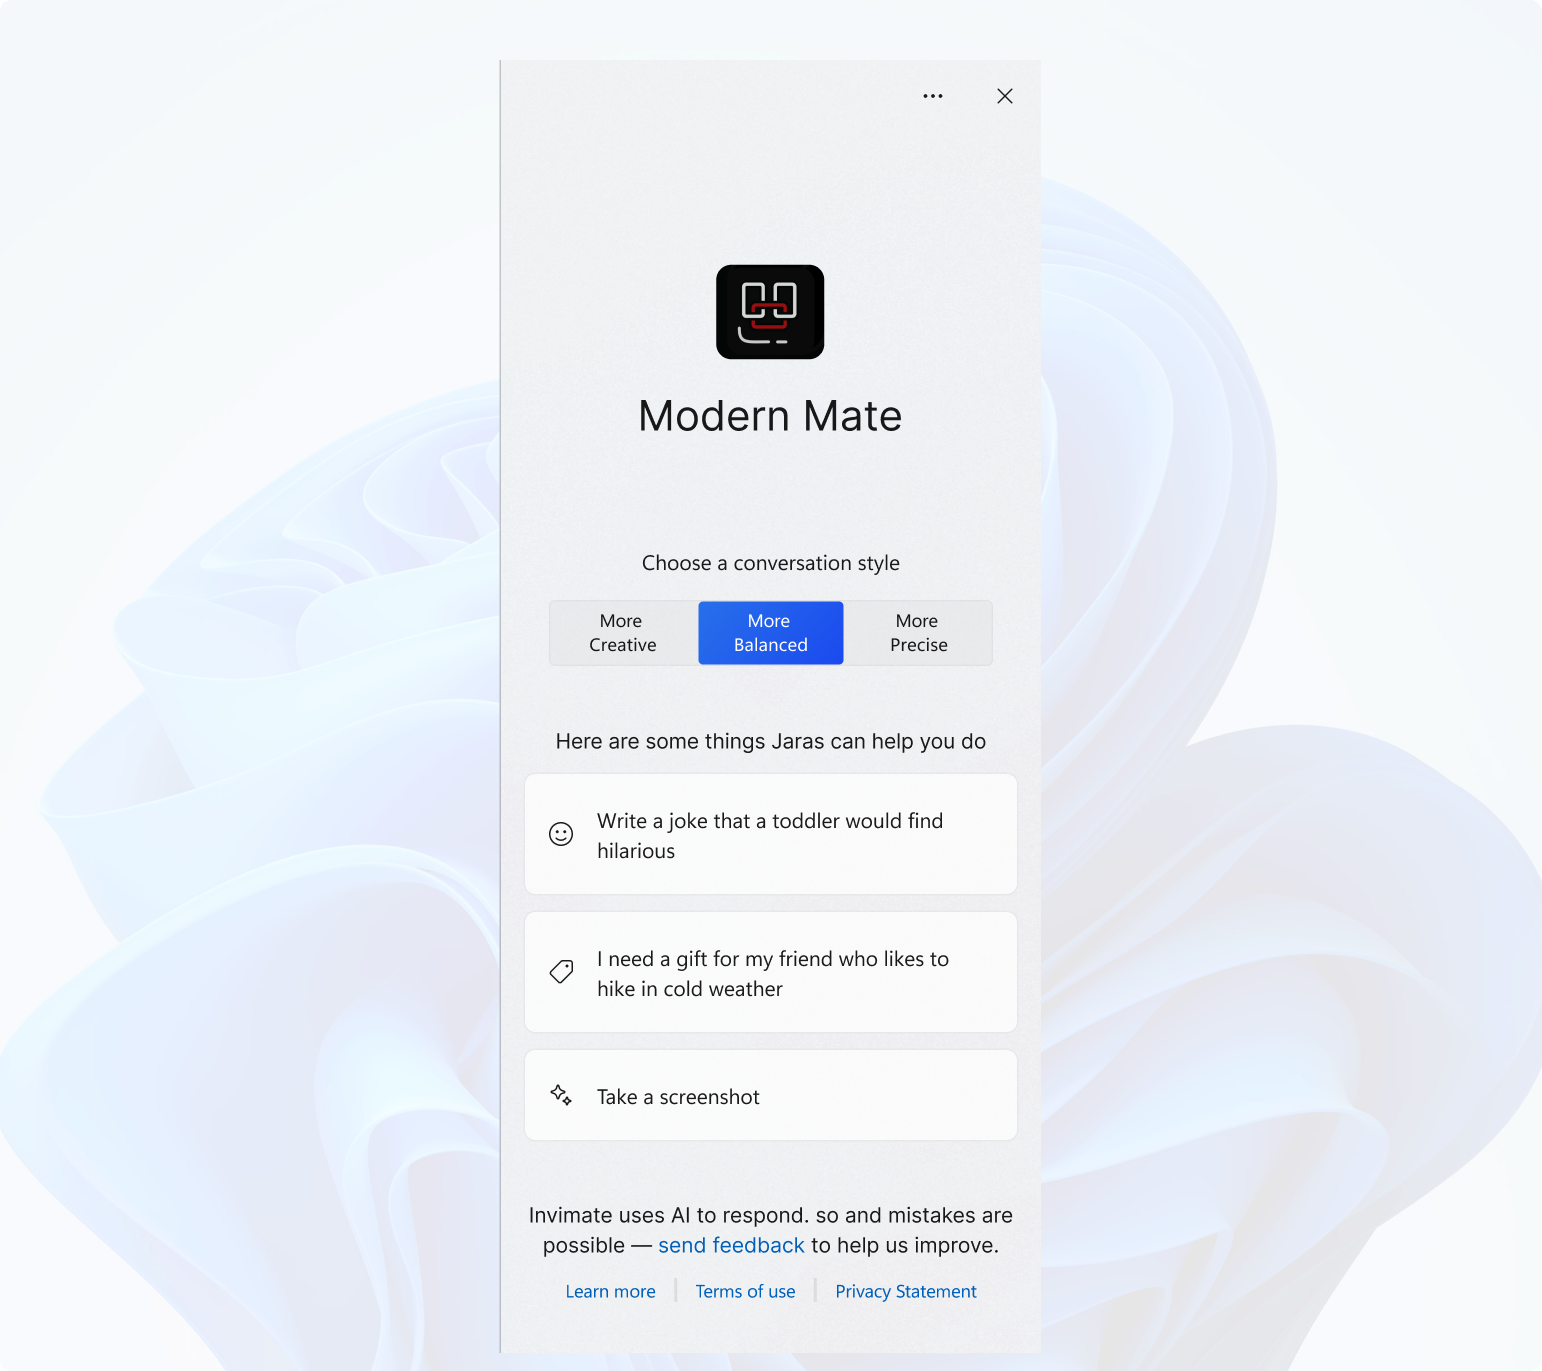 Modern Mate
Choose a conversation style
More
Creative
More
Balanced
More
Precise
Here are some things Jaras can help you do
Write a joke that a toddler would find
hilarious
I need a gift for my friend who likes to
hike in cold weather
Take a screenshot
Invimate uses AI to respond. so and mistakes are
possible — send feedback to help us improve.
Learn more | Terms of use | Privacy Statement